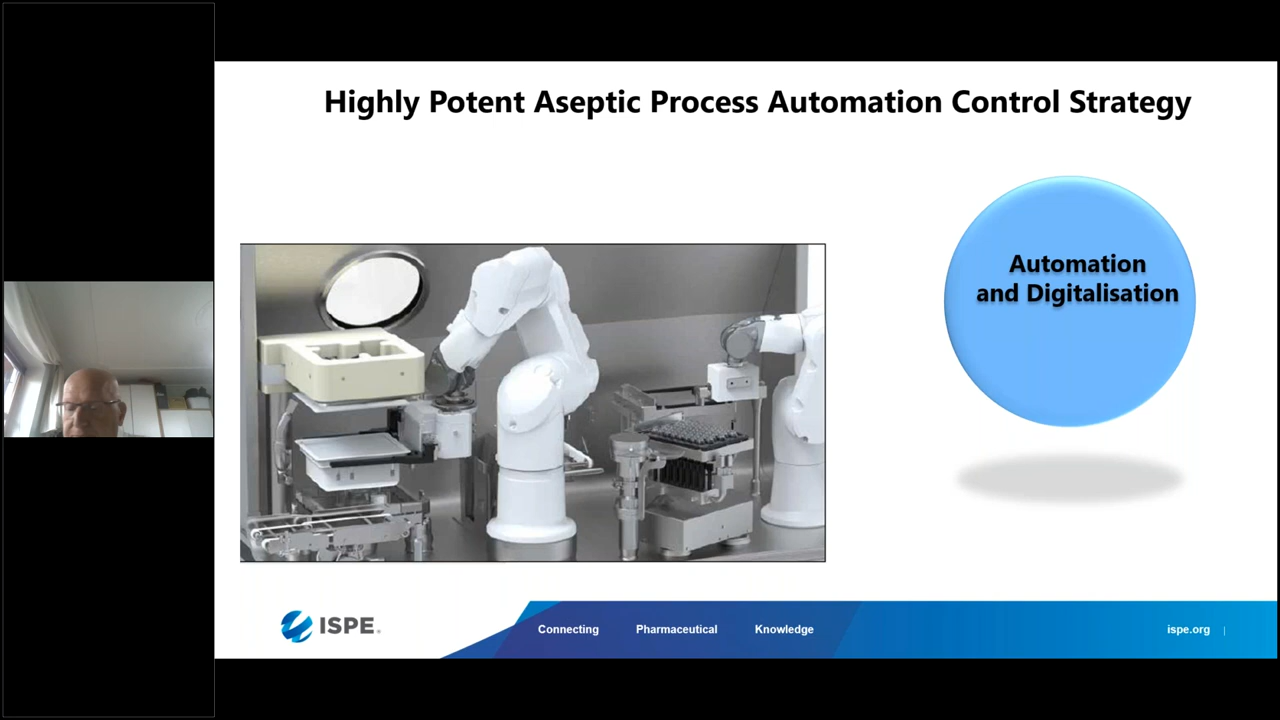 Highly Potent Aseptic Process Automation Control Strategy
Automation
and Digitalisation
ISPE®
Connecting Pharmaceutical Knowledge
ispe.org |